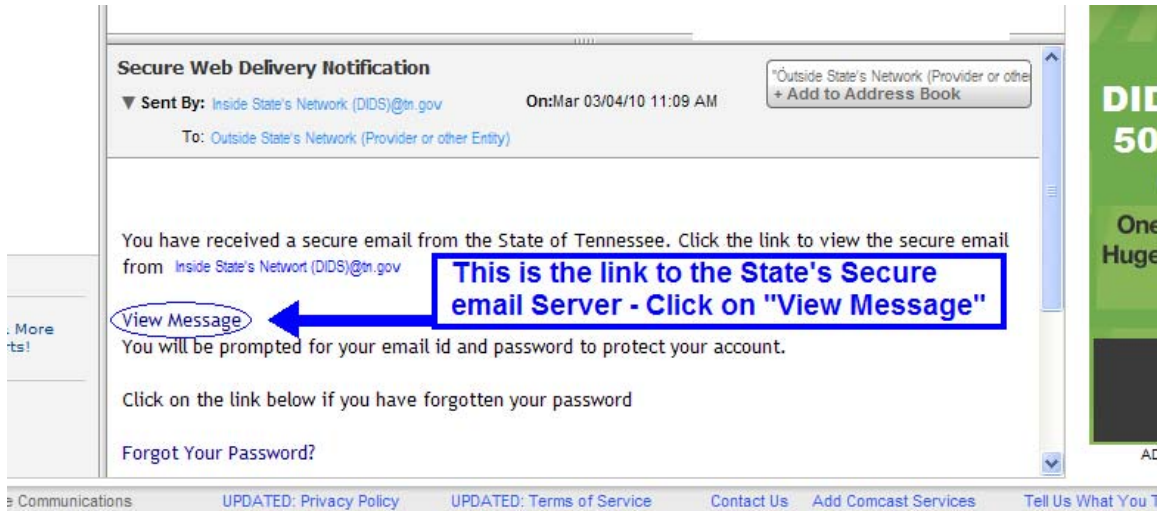 Secure Web Delivery Notification
▼ Sent By: Inside State's Network (DIDS)@tn.gov On:Mar 03/04/10 11:09 AM
"Outside State's Network (Provider or other
+ Add to Address Book
To: Outside State's Network (Provider or other Entity)
You have received a secure email from the State of Tennessee. Click the link to view the secure email
from Inside State's Networt (DIDS)@tn.gov
This is the link to the State's Secure
email Server - Click on "View Message"
View Message
You will be prompted for your email id and password to protect your account.
Click on the link below if you have forgotten your password
Forgot Your Password?
. More
rts!
DID
50
One
Huge
AD
e Communications UPDATED: Privacy Policy UPDATED: Terms of Service Contact Us Add Comcast Services Tell Us What You T